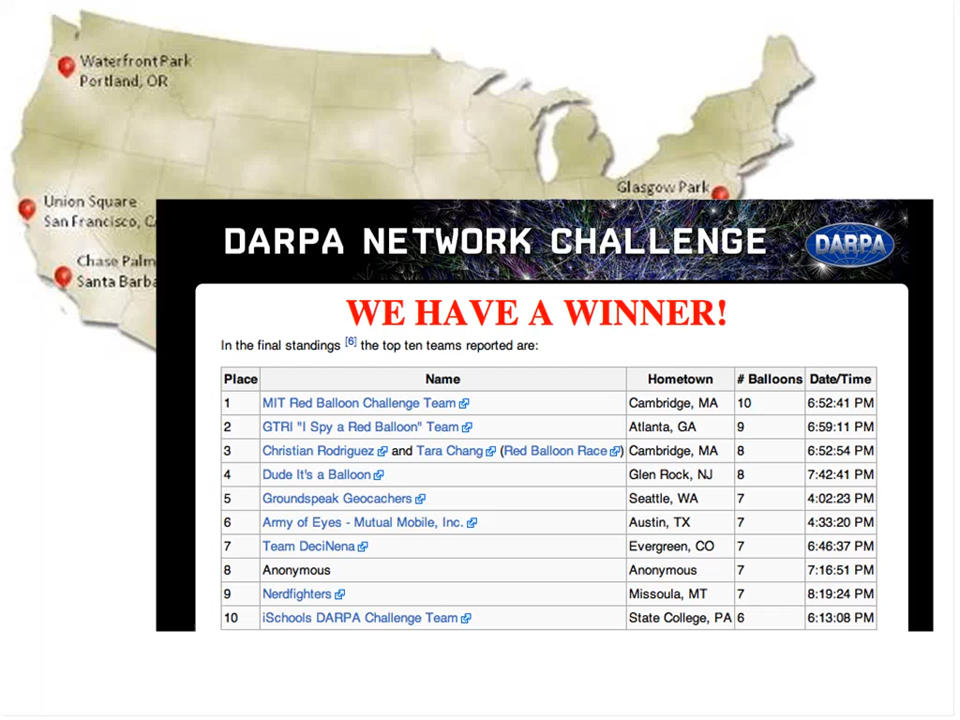 Waterfront Park
Portland, OR
Union Square
San Francisco, C
Chase Palm
Santa Barba
Glasgow Park
DARPA NETWORK CHALLENGE
DARPA
WE HAVE A WINNER!
In the final standings [6] the top ten teams reported are:
Place Name Hometown # Balloons Date/Time
1 MIT Red Balloon Challenge Team Cambridge, MA 10 6:52:41 PM
2 GTRI "I Spy a Red Balloon" Team Atlanta, GA 9 6:59:11 PM
3 Christian Rodriguez and Tara Chang (Red Balloon Race) Cambridge, MA 8 6:52:54 PM
4 Dude It's a Balloon Glen Rock, NJ 8 7:42:41 PM
5 Groundspeak Geocachers Seattle, WA 7 4:02:23 PM
6 Army of Eyes - Mutual Mobile, Inc. Austin, TX 7 4:33:20 PM
7 Team DeciNena Evergreen, CO 7 6:46:37 PM
8 Anonymous Anonymous 7 7:16:51 PM
9 Nerdfighters Missoula, MT 7 8:19:24 PM
10 iSchools DARPA Challenge Team State College, PA 6 6:13:08 PM